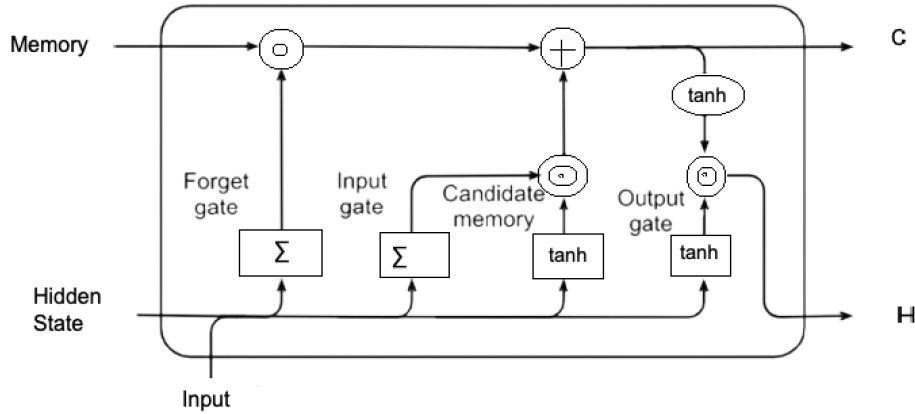 Memory
C
tanh
Forget
gate
Input
gate
Candidate
memory
Output
gate
Σ
Σ
tanh
tanh
Hidden
State
H
Input